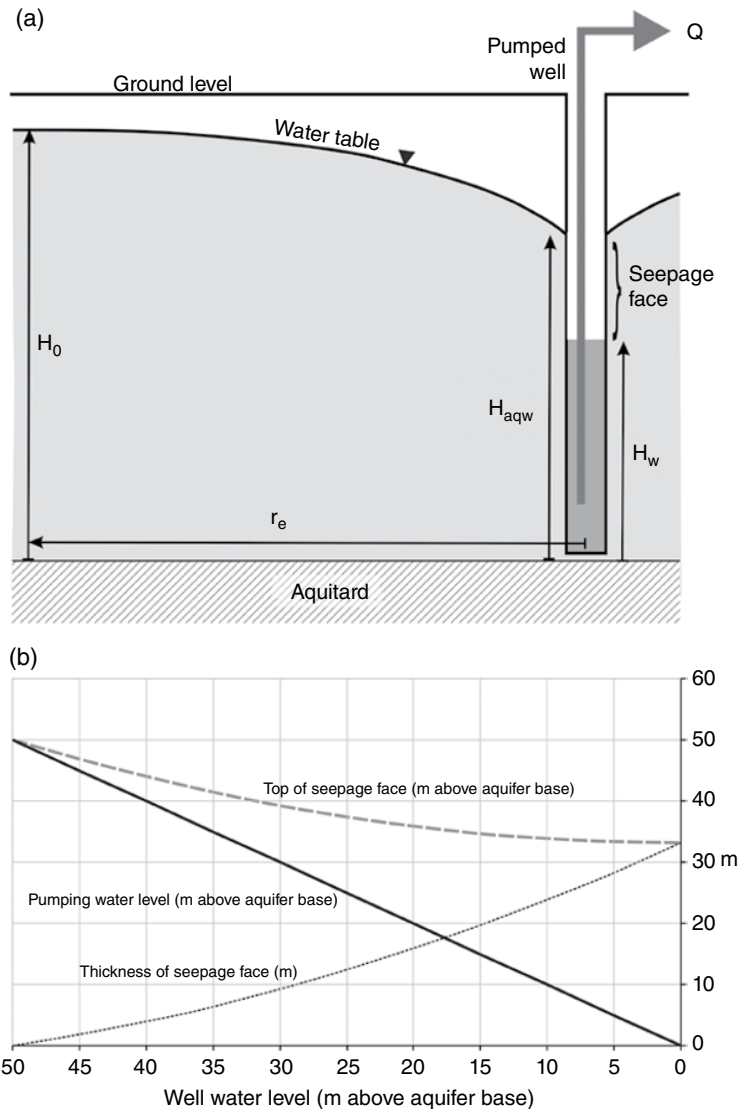 (a)
Q
Pumped
well
Ground level
Water table
Seepage
face
H0
Haqw
Hw
re
Aquitard
(b)
60
50
Top of seepage face (m above aquifer base)
40
30 m
Pumping water level (m above aquifer base)
20
Thickness of seepage face (m)
10
0
50 45 40 35 30 25 20 15 10 5 0
Well water level (m above aquifer base)